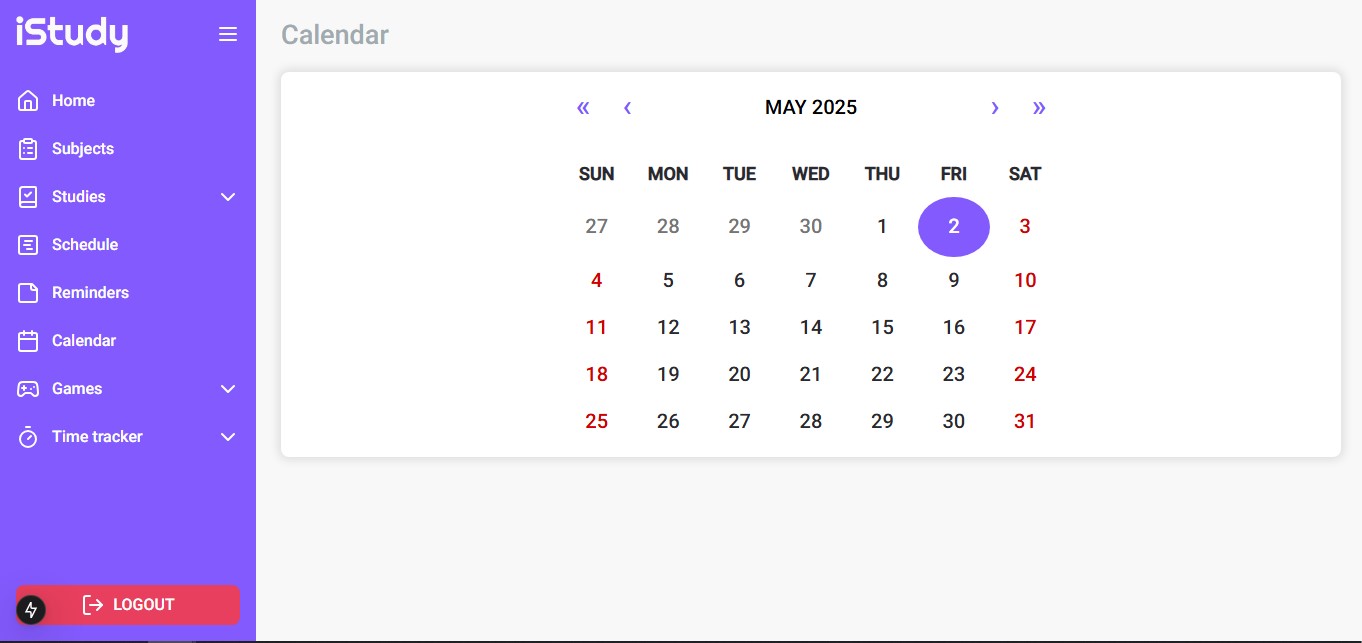 iStudy
Home
Subjects
Studies
Schedule
Reminders
Calendar
Games
Time tracker
LOGOUT
Calendar
« ‹ MAY 2025 › »
SUN MON TUE WED THU FRI SAT
27 28 29 30 1 2 3
4 5 6 7 8 9 10
11 12 13 14 15 16 17
18 19 20 21 22 23 24
25 26 27 28 29 30 31